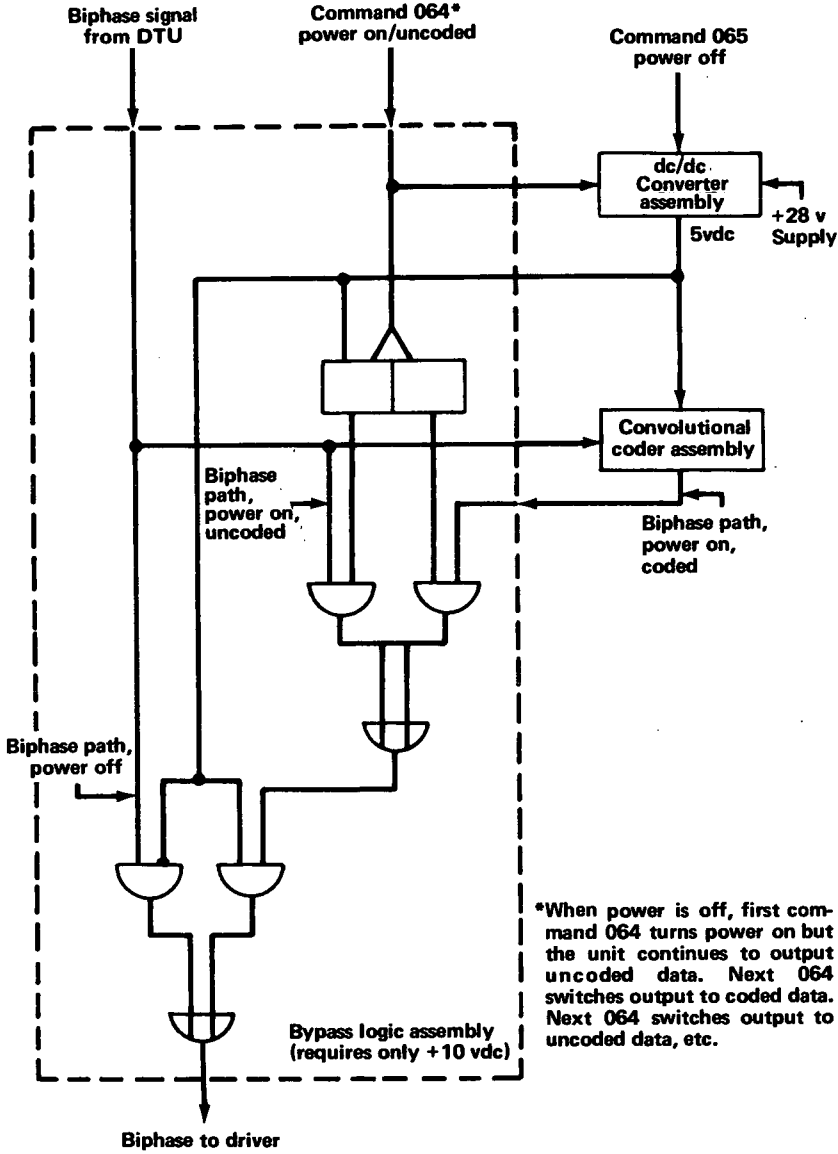 Biphase signal
from DTU
Command 064*
power on/uncoded
Command 065
power off
dc/dc
Converter
assembly
+28 v
Supply
5vdc
Convolutional
coder assembly
Biphase
path,
power on,
uncoded
Biphase path,
power on,
coded
Biphase path,
power off
*When power is off, first com-
mand 064 turns power on but
the unit continues to output
uncoded data. Next 064
switches output to coded data.
Next 064 switches output to
uncoded data, etc.
Bypass logic assembly
(requires only +10 vdc)
Biphase to driver